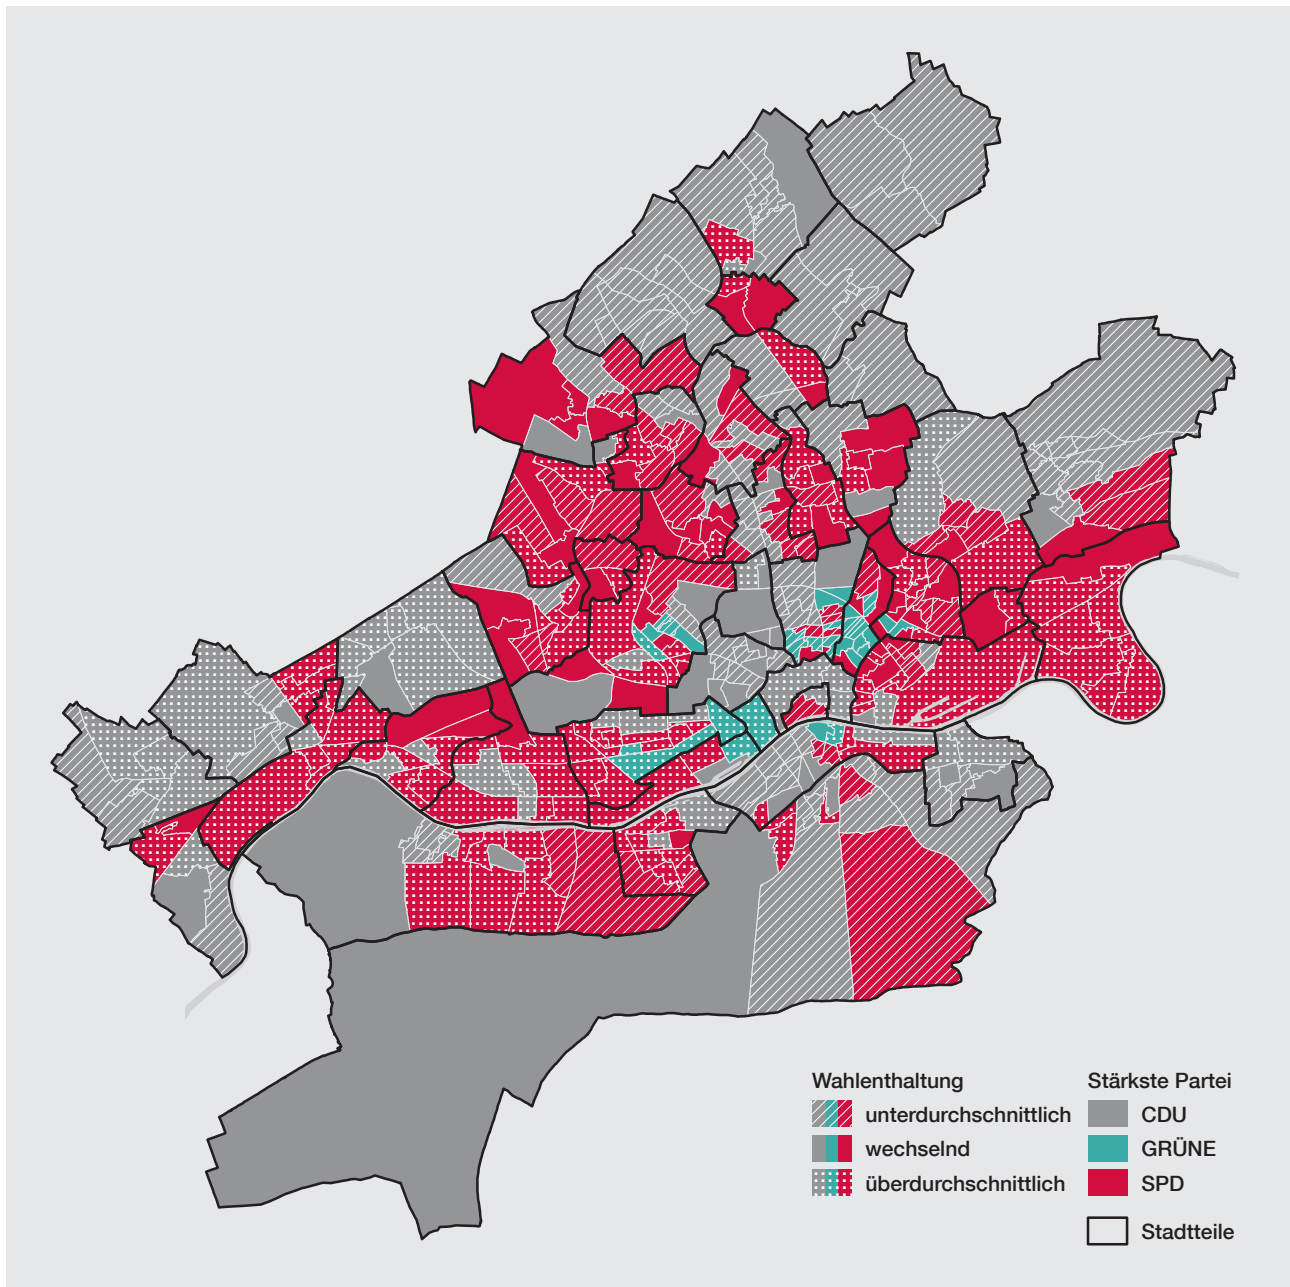 Wahlenthaltung
unterdurchschnittlich
wechselnd
überdurchschnittlich
Stärkste Partei
CDU
GRÜNE
SPD
Stadtteile